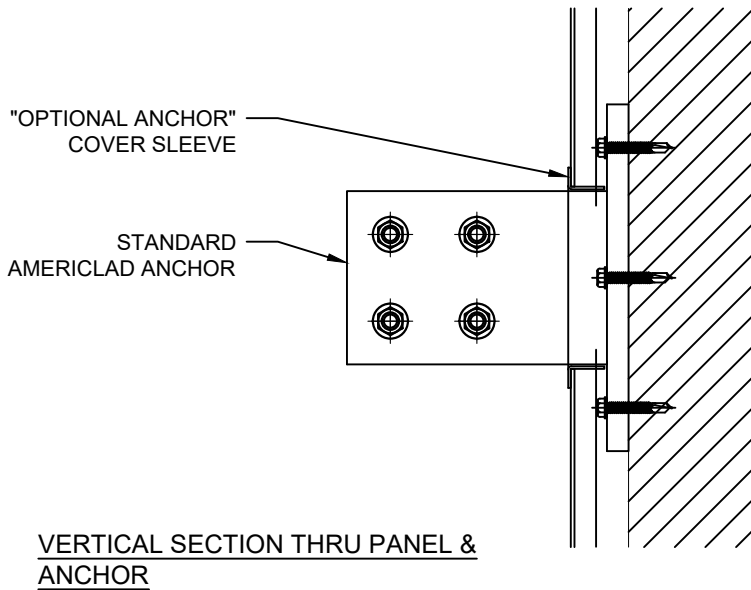 "OPTIONAL ANCHOR"
COVER SLEEVE
STANDARD
AMERICLAD ANCHOR
VERTICAL SECTION THRU PANEL &
ANCHOR